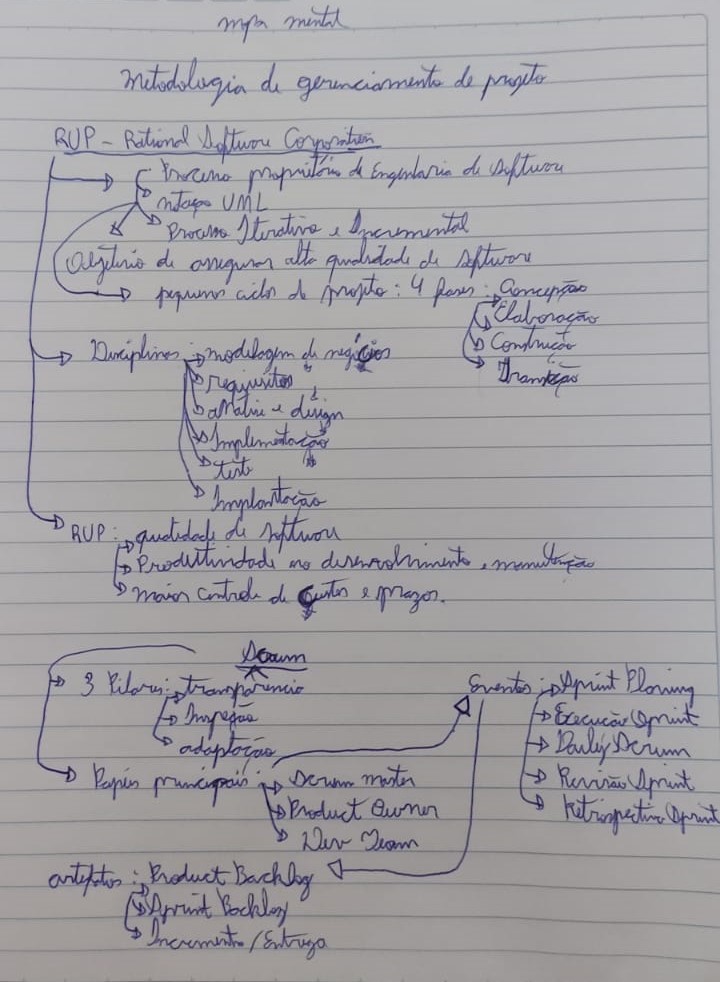 mpa mental
Metodologia de gerenciamento de projeto
RUP - Rational Software Corporation
Processo proprietário de Engenharia de Software
notação UML
Processo Iterativo e Incremental
Objetivo de assegurar alta qualidade de Software
pequenos ciclos de projeto: 4 fases: Concepção
Elaboração
Construção
Transição
Disciplinas: modelagem de negócios
requisitos
análise e design
Implementação
teste
Implantação
RUP: qualidade de software
Produtividade no desenvolvimento, manutenção
maior controle de custos e prazos.
Scrum
3 Pilares: transparencia
Inspeção
adaptação
Papéis principais: Scrum master
Product Owner
Dev Team
Eventos: Sprint Planing
Execução Sprint
Daily Scrum
Revisão Sprint
Retrospectiva Sprint
artefatos: Product Backlog
Sprint Backlog
Incremento/Entrega